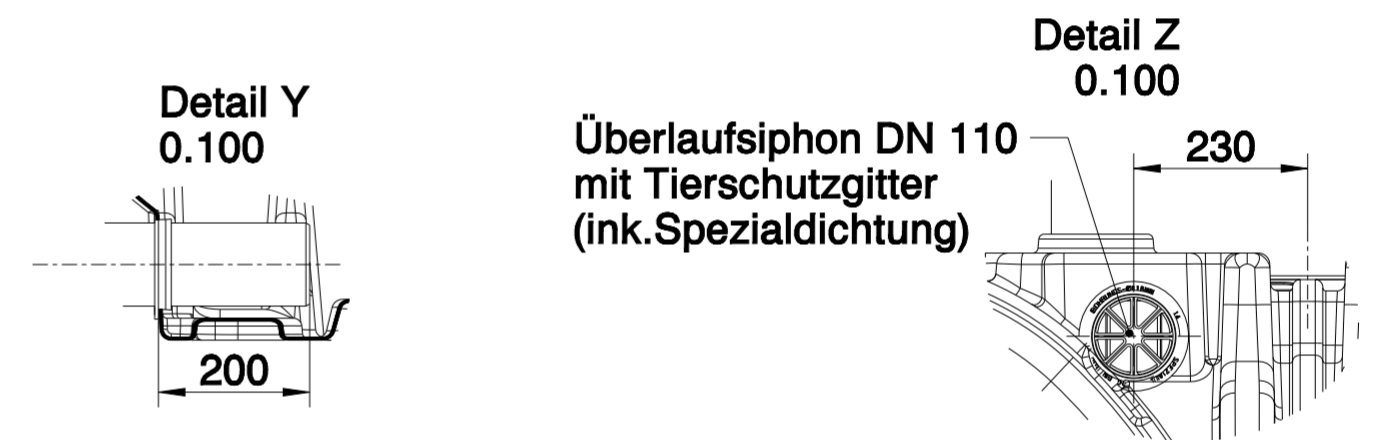 Detail Y
0.100
200
Detail Z
0.100
Überlaufsiphon DN 110
mit Tierschutzgitter
(ink.Spezialdichtung)
230